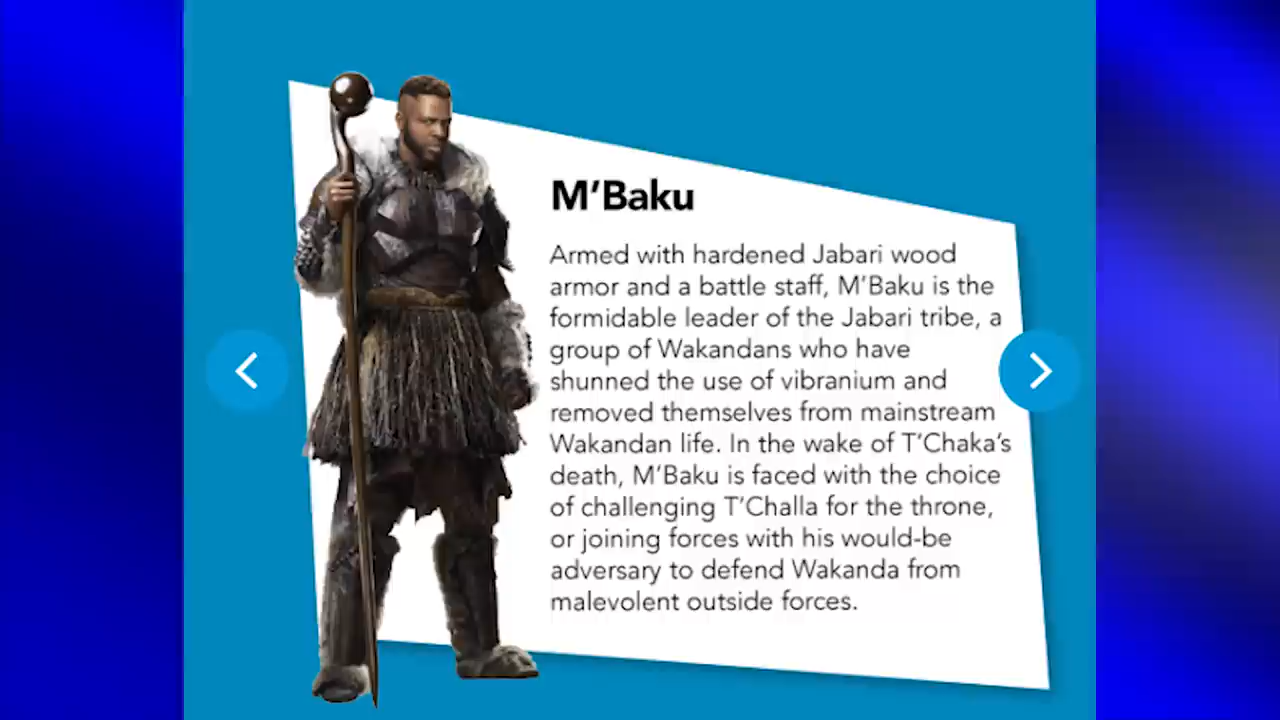 M’Baku
Armed with hardened Jabari wood
armor and a battle staff, M’Baku is the
formidable leader of the Jabari tribe, a
group of Wakandans who have
shunned the use of vibranium and
removed themselves from mainstream
Wakandan life. In the wake of T’Chaka’s
death, M’Baku is faced with the choice
of challenging T’Challa for the throne,
or joining forces with his would-be
adversary to defend Wakanda from
malevolent outside forces.